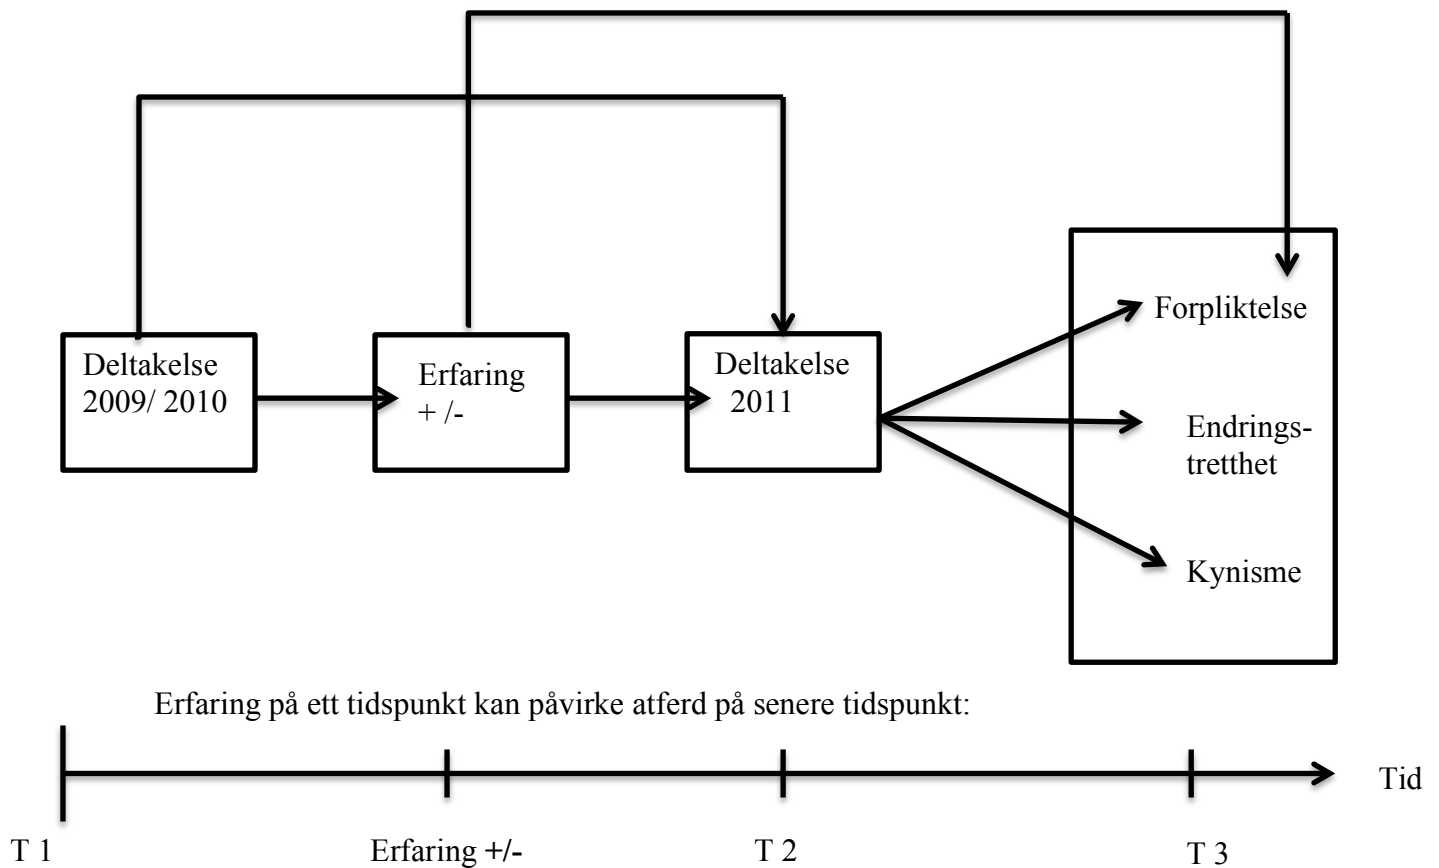 Deltakelse
2009/ 2010
Erfaring
+ /-
Deltakelse
2011
Forpliktelse
Endrings-
tretthet
Kynisme
Erfaring på ett tidspunkt kan påvirke atferd på senere tidspunkt:
Tid
T 1
Erfaring +/-
T 2
T 3